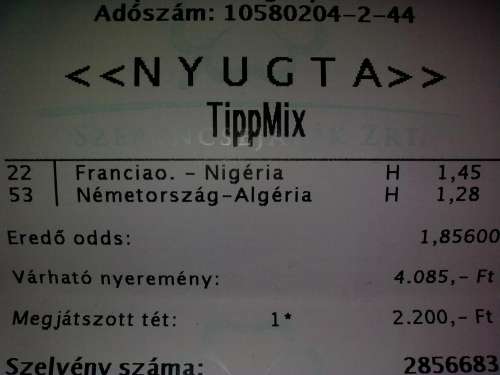 Adószám: 10580204-2-44
<<NYUGTA>>
TippMix
22 Franciao. - Nigéria H 1,45
53 Németország-Algéria H 1,28
Eredő odds: 1,85600
Várható nyeremény: 4.085,- Ft
Megjátszott tét: 1* 2.200,- Ft
Szelvény száma: 2856683